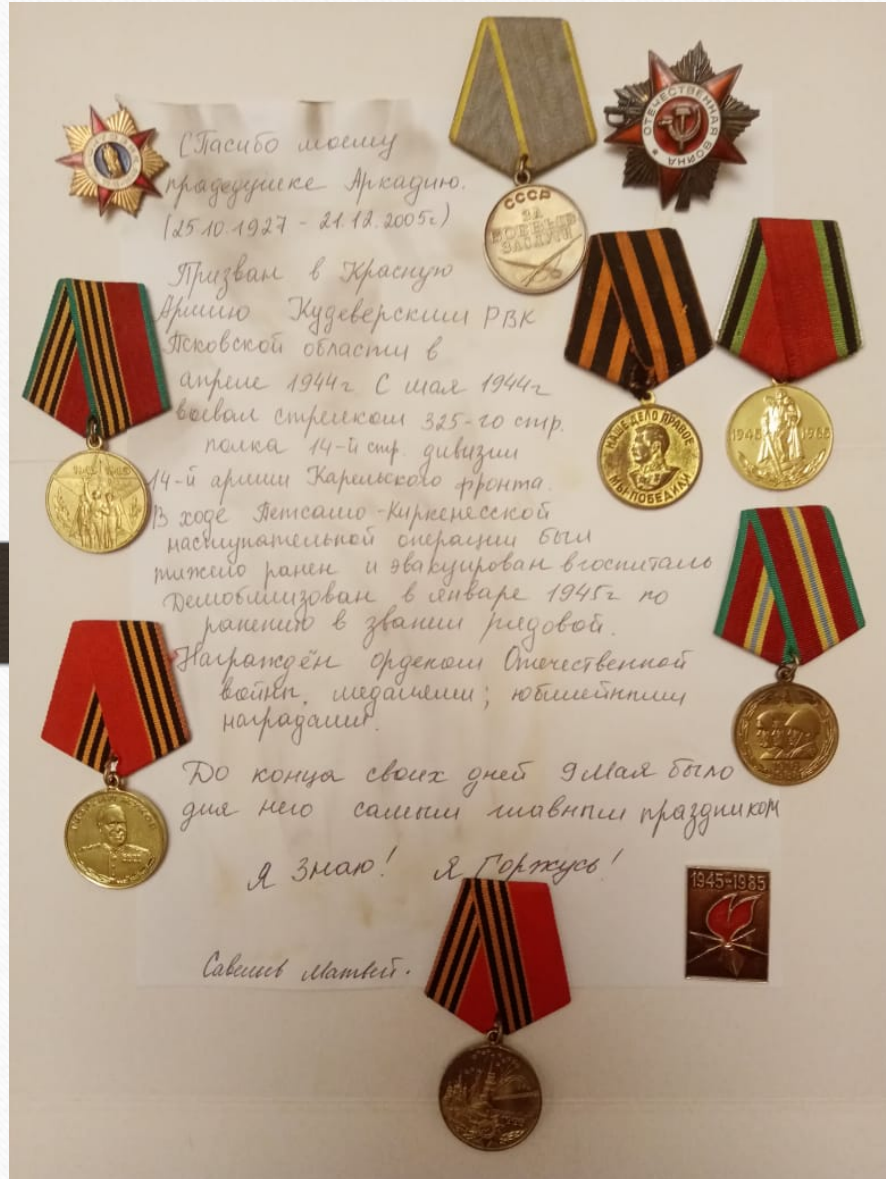 СССР
ЗА
БОЕВЫЕ
ЗАСЛУГИ
ОТЕЧЕСТВЕННАЯ ВОЙНА
Спасибо моему
прадедушке Аркадию.
(25.10.1927 - 21.12.2005г)
Призван в Красную
Армию Кудеверским РВК
Псковской области в
апреле 1944г С мая 1944г
воевал стрелком 325-го стр.
полка 14-й стр. дивизии
14-й армии Карельского фронта.
В ходе Петсамо-Киркенесской
наступательной операции был
тяжело ранен и эвакуирован в госпиталь
Демобилизован в январе 1945г по
ранению в звании рядовой.
Награждён орденом Отечественной
войны, медалями; юбилейными
наградами.
До конца своих дней 9 Мая было
для него самым главным праздником
Я Знаю! Я Горжусь!
Савельев Матвей.
НАШЕ ДЕЛО ПРАВОЕ
МЫ ПОБЕДИЛИ
1945 1965
1945-1985